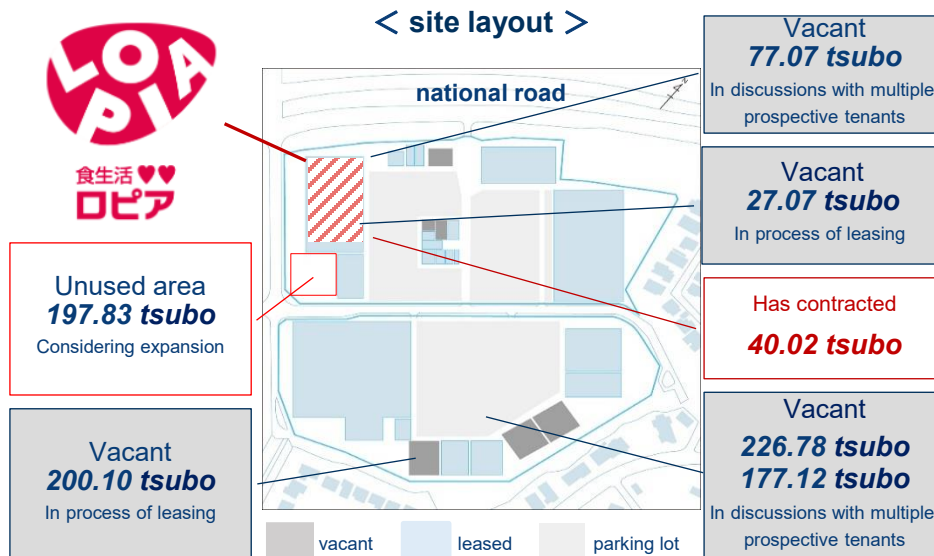 < site layout >
LOPIA
食生活♥♥
ロピア
national road
N
Vacant
77.07 tsubo
In discussions with multiple
prospective tenants
Vacant
27.07 tsubo
In process of leasing
Unused area
197.83 tsubo
Considering expansion
Has contracted
40.02 tsubo
Vacant
200.10 tsubo
In process of leasing
Vacant
226.78 tsubo
177.12 tsubo
In discussions with multiple
prospective tenants
vacant
leased
parking lot